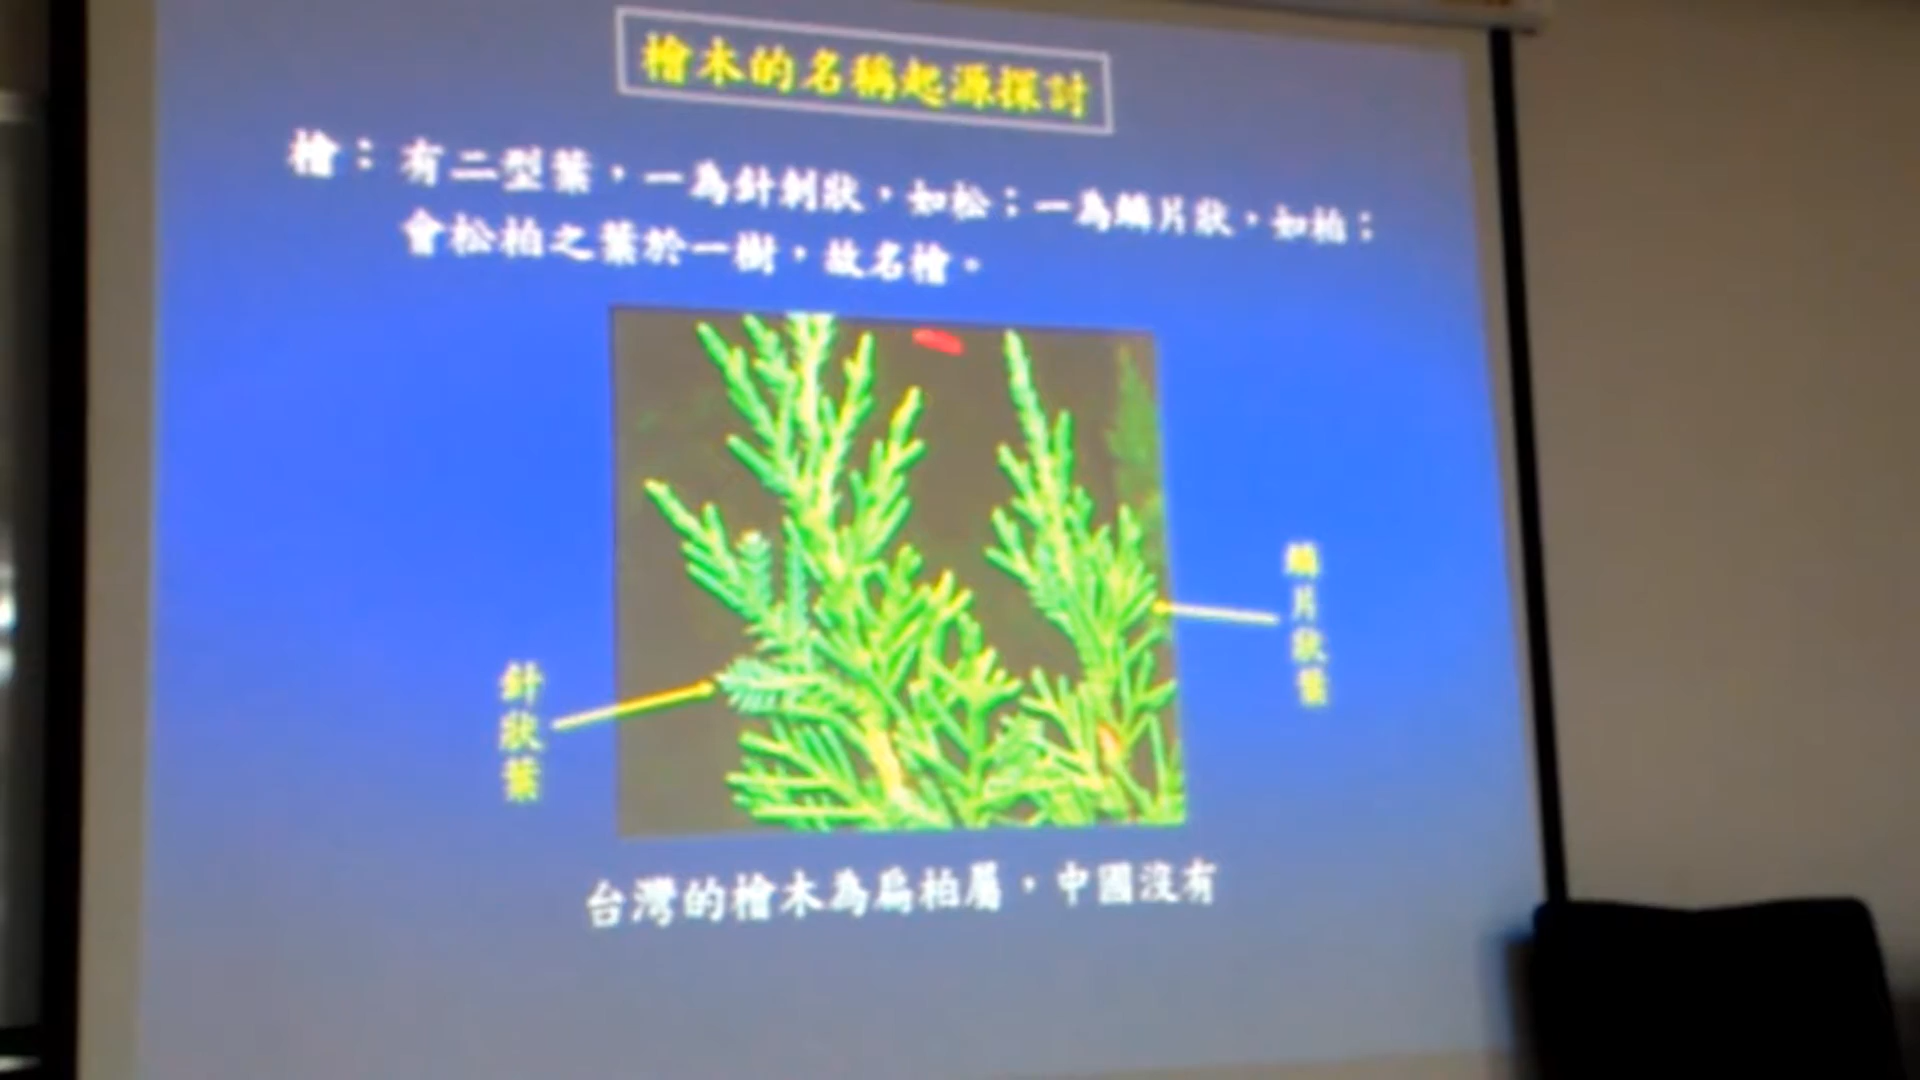 檜木的名稱起源探討
檜：有二型葉，一為針刺狀，如松；一為鱗片狀，如柏；
會松柏之葉於一樹，故名檜。
鱗片狀葉
針狀葉
台灣的檜木為扁柏屬，中國沒有